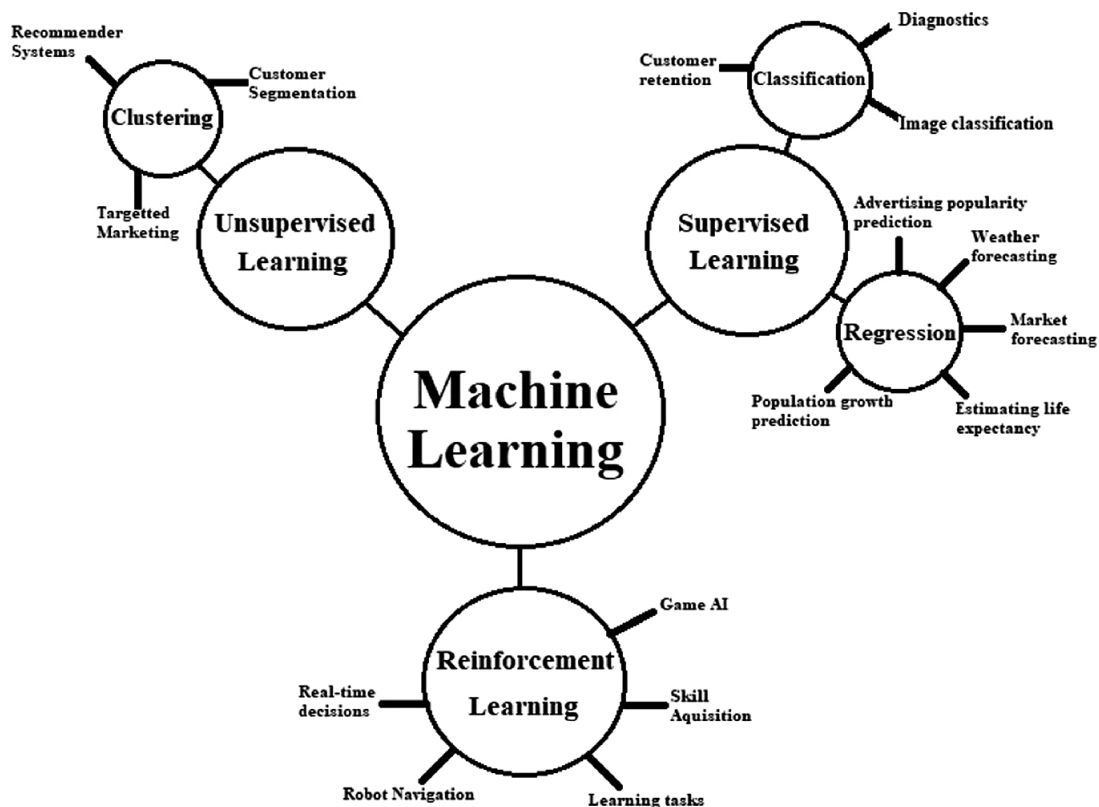 Recommender
Systems
Customer
Segmentation
Clustering
Targetted
Marketing
Unsupervised
Learning
Diagnostics
Customer
retention
Classification
Image classification
Supervised
Learning
Advertising popularity
prediction
Weather
forecasting
Regression
Market
forecasting
Population growth
prediction
Estimating life
expectancy
Machine
Learning
Game AI
Reinforcement
Learning
Real-time
decisions
Skill
Aquisition
Robot Navigation
Learning tasks